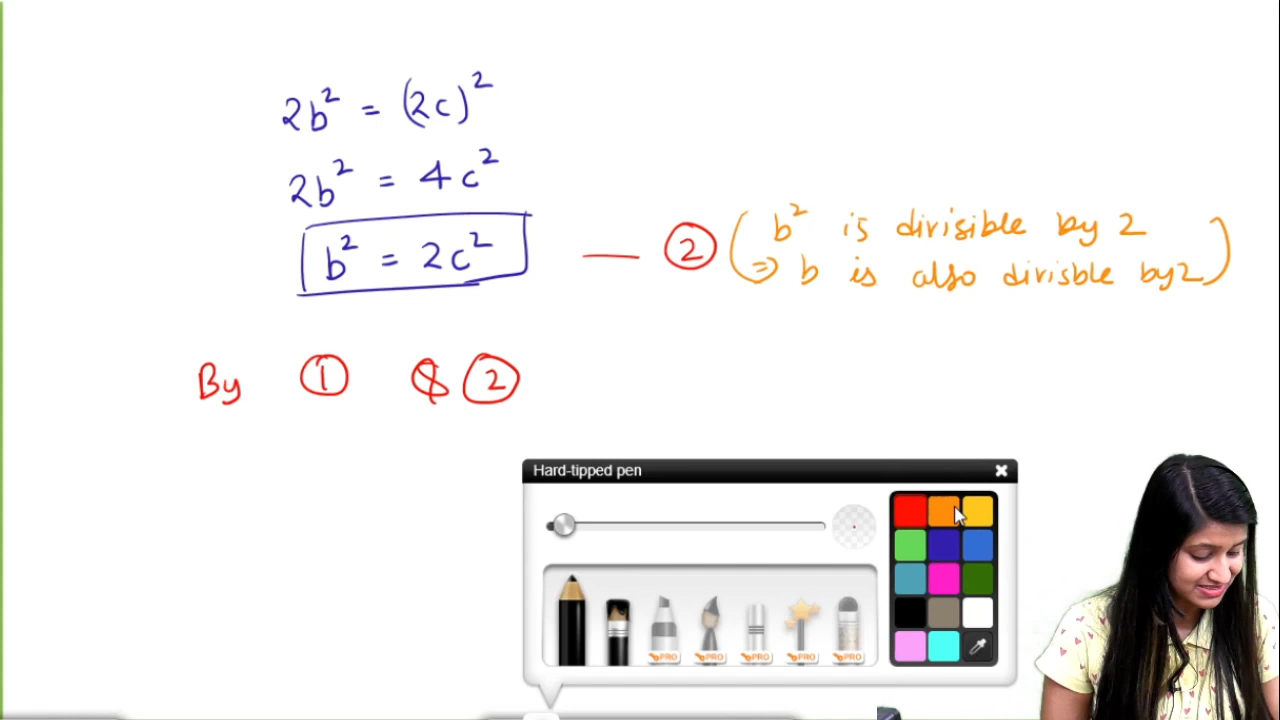 2b² = (2c)²
2b² = 4c²
b² = 2c² — ② ( b² is divisible by 2
⇒ b is also divisble by 2 )
By ① & ②
Hard-tipped pen
PRO PRO PRO PRO PRO